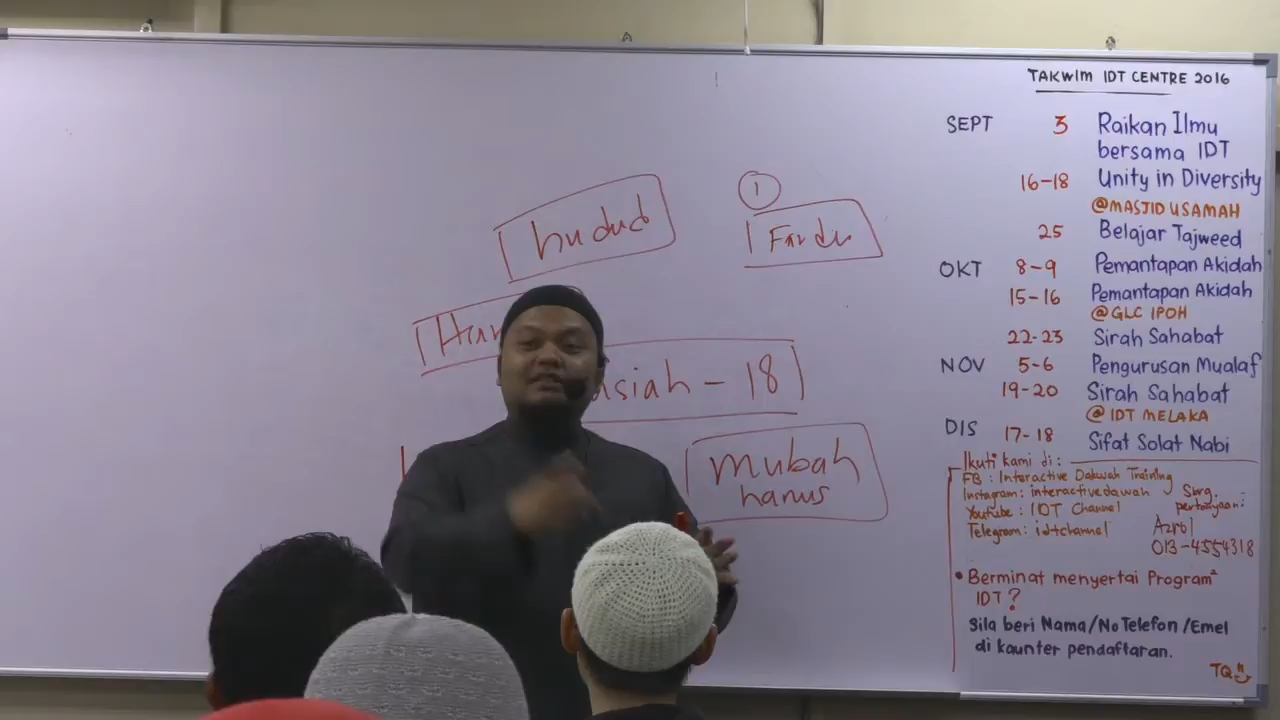 hudud
1
Fardu
Har
siah - 18
mubah
harus
TAKWIM IDT CENTRE 2016
SEPT 3 Raikan Ilmu
bersama IDT
16-18 Unity in Diversity
@MASJID USAMAH
25 Belajar Tajweed
OKT 8-9 Pemantapan Akidah
15-16 Pemantapan Akidah
@GLC IPOH
22-23 Sirah Sahabat
NOV 5-6 Pengurusan Mualaf
19-20 Sirah Sahabat
@IDT MELAKA
DIS 17-18 Sifat Solat Nabi
Ikuti kami di:
FB : Interactive Dakwah Training
Instagram: interactivedawah
Youtube : IDT Channel
Telegram: idtchannel
Sbrg
pertanyaan:
Azrol
013-4554318
• Berminat menyertai Program²
IDT?
Sila beri Nama/No Telefon/Emel
di kaunter pendaftaran.
TQ